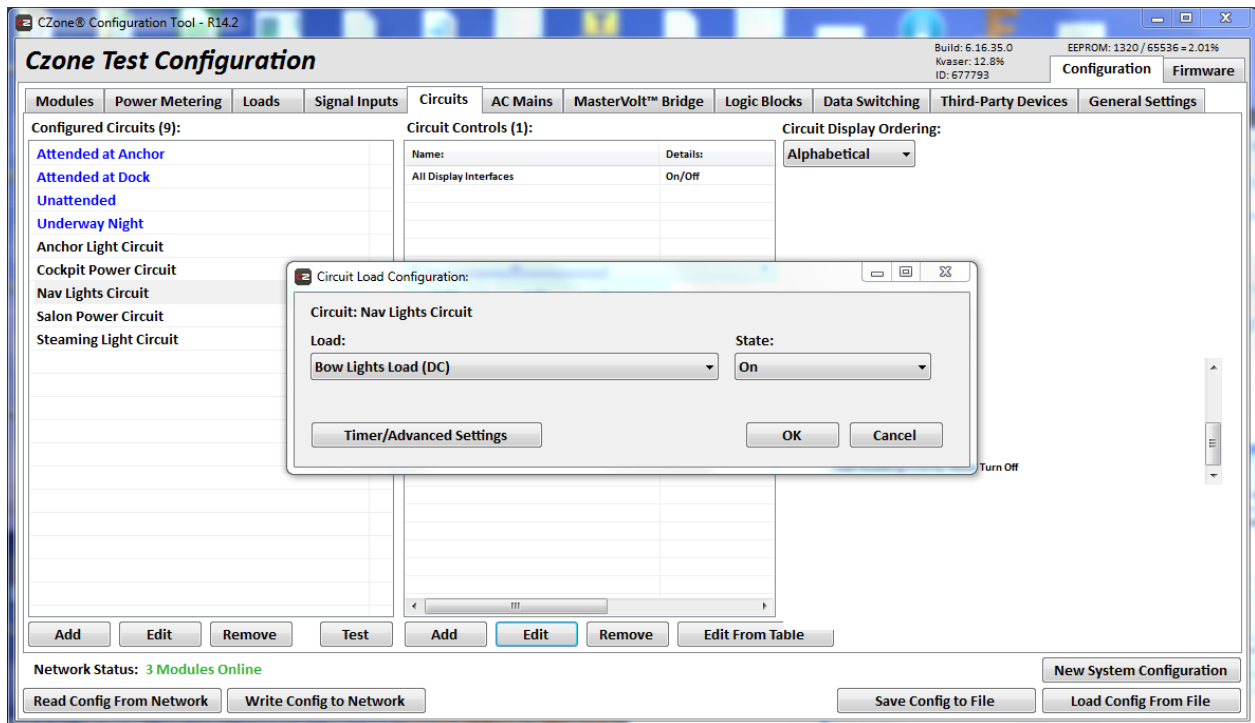 CZone® Configuration Tool - R14.2
Czone Test Configuration
Build: 6.16.35.0
Kvaser: 12.8%
ID: 677793
EEPROM: 1320 / 65536 = 2.01%
Configuration Firmware
Modules Power Metering Loads Signal Inputs Circuits AC Mains MasterVolt™ Bridge Logic Blocks Data Switching Third-Party Devices General Settings
Configured Circuits (9):
Attended at Anchor
Attended at Dock
Unattended
Underway Night
Anchor Light Circuit
Cockpit Power Circuit
Nav Lights Circuit
Salon Power Circuit
Steaming Light Circuit
Circuit Controls (1):
Name: Details:
All Display Interfaces On/Off
Circuit Display Ordering:
Alphabetical
Circuit Load Configuration:
Circuit: Nav Lights Circuit
Load: State:
Bow Lights Load (DC) On
Timer/Advanced Settings OK Cancel
Turn Off
Add Edit Remove Test Add Edit Remove Edit From Table
Network Status: 3 Modules Online
New System Configuration
Read Config From Network Write Config to Network Save Config to File Load Config From File